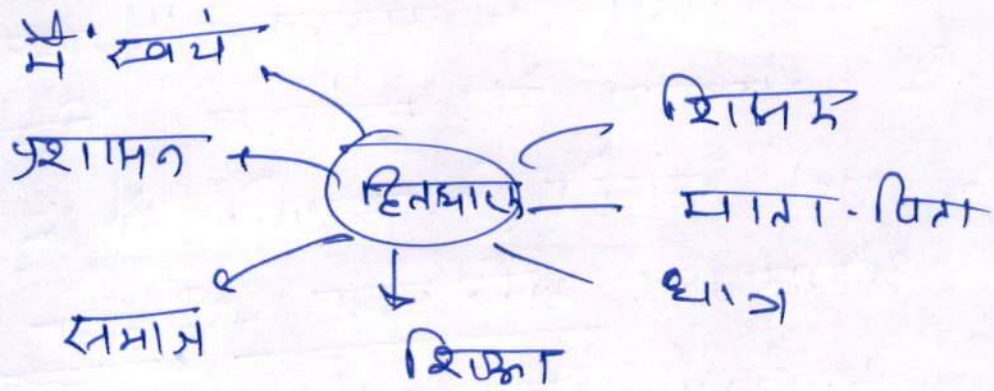 मैं स्वयं
प्रशासन
समाज
हितधारक
शिक्षा
शिक्षक
माता-पिता
छात्र